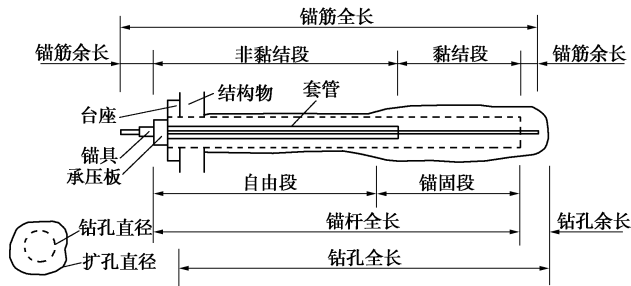 锚筋全长
锚筋余长
非黏结段
黏结段
锚筋余长
结构物
套管
台座
锚具
承压板
自由段
锚固段
钻孔直径
锚杆全长
钻孔余长
扩孔直径
钻孔全长